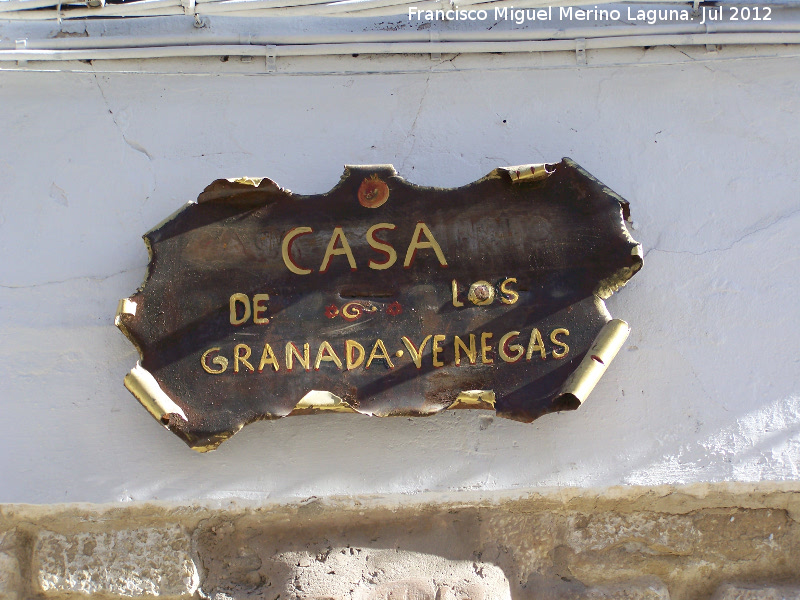 Francisco Miguel Merino Laguna. Jul 2012
CASA
DE LOS
GRANADA·VENEGAS